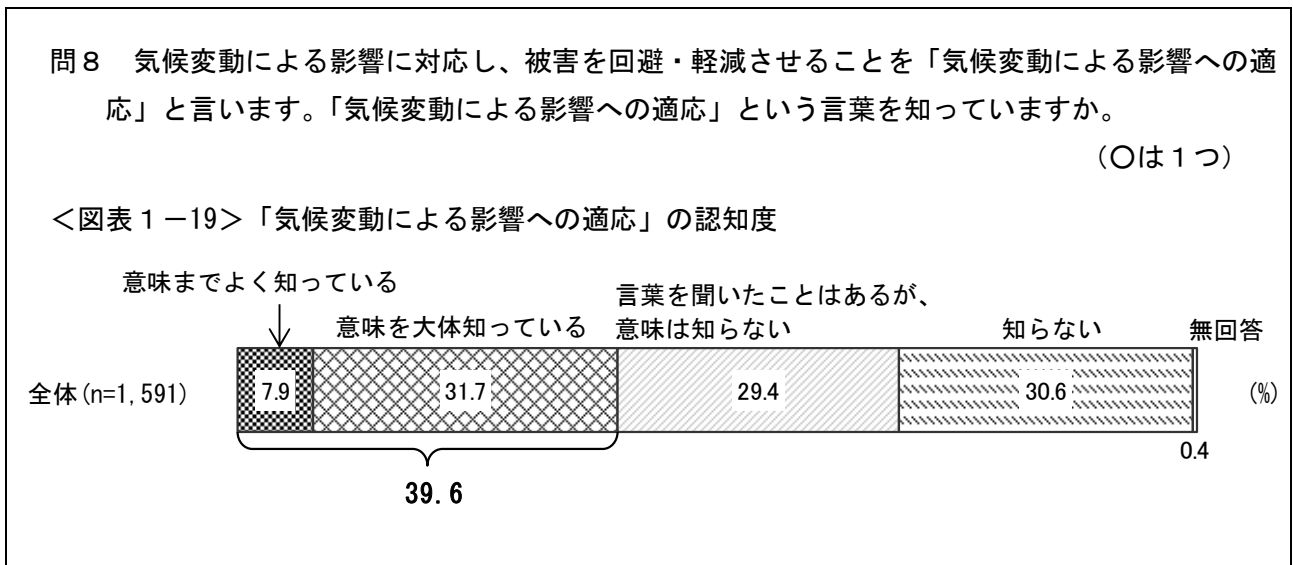 問８　気候変動による影響に対応し、被害を回避・軽減させることを「気候変動による影響への適
応」と言います。「気候変動による影響への適応」という言葉を知っていますか。
（○は１つ）
＜図表１－19＞「気候変動による影響への適応」の認知度
意味までよく知っている
意味を大体知っている
言葉を聞いたことはあるが、
意味は知らない
知らない
無回答
全体(n=1,591)
7.9
31.7
29.4
30.6
(%)
0.4
39.6